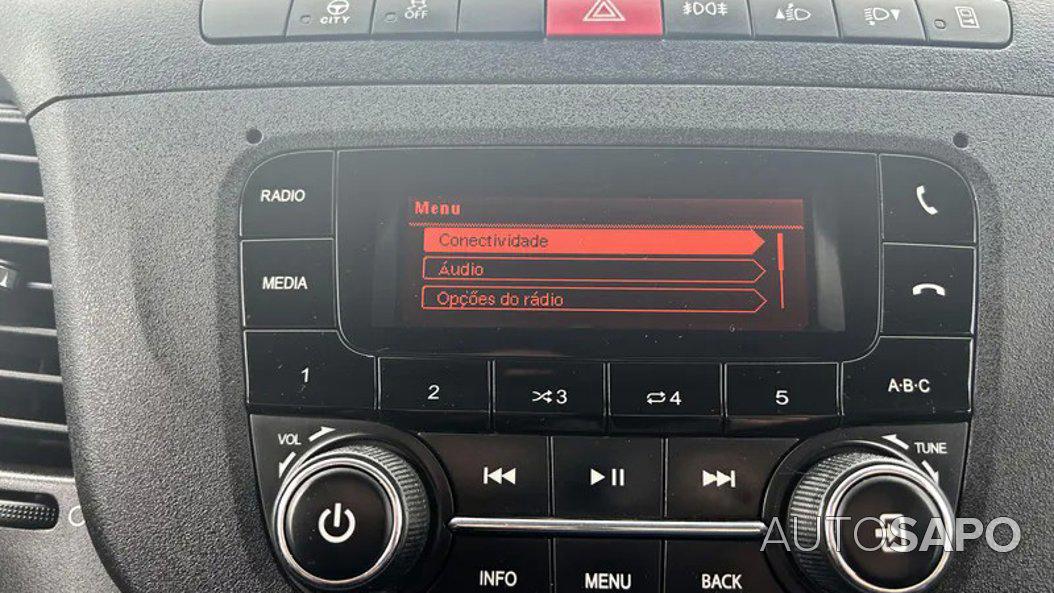 CITY
OFF
RADIO
Menu
MEDIA
Conectividade
Áudio
Opções do rádio
1
2
3
4
5
A·B·C
VOL
TUNE
INFO
MENU
BACK
AUTOSAPO